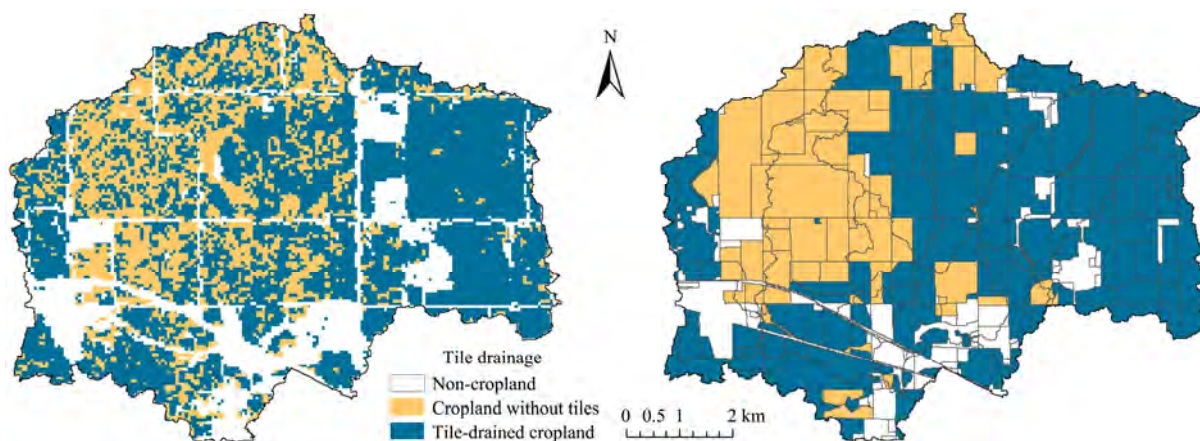 N
Tile drainage
Non-cropland
Cropland without tiles
Tile-drained cropland
0 0.5 1 2 km